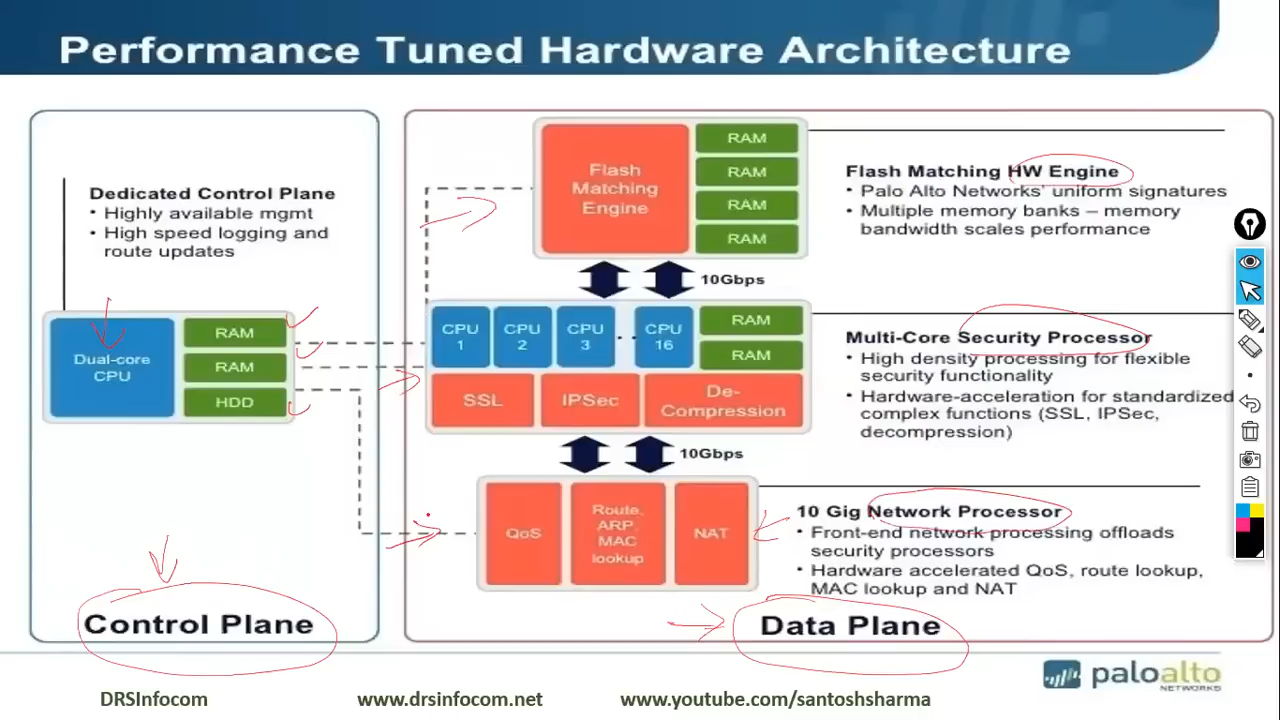 Performance Tuned Hardware Architecture
Dedicated Control Plane
• Highly available mgmt
• High speed logging and
route updates
Dual-core
CPU
RAM
RAM
HDD
Control Plane
Flash
Matching
Engine
RAM
RAM
RAM
RAM
Flash Matching HW Engine
• Palo Alto Networks' uniform signatures
• Multiple memory banks – memory
bandwidth scales performance
10Gbps
CPU
1
CPU
2
CPU
3
CPU
16
RAM
RAM
SSL
IPSec
De-
Compression
Multi-Core Security Processor
• High density processing for flexible
security functionality
• Hardware-acceleration for standardized
complex functions (SSL, IPSec,
decompression)
10Gbps
QoS
Route,
ARP,
MAC
lookup
NAT
10 Gig Network Processor
• Front-end network processing offloads
security processors
• Hardware accelerated QoS, route lookup,
MAC lookup and NAT
Data Plane
paloalto
NETWORKS
DRSInfocom
www.drsinfocom.net
www.youtube.com/santoshsharma